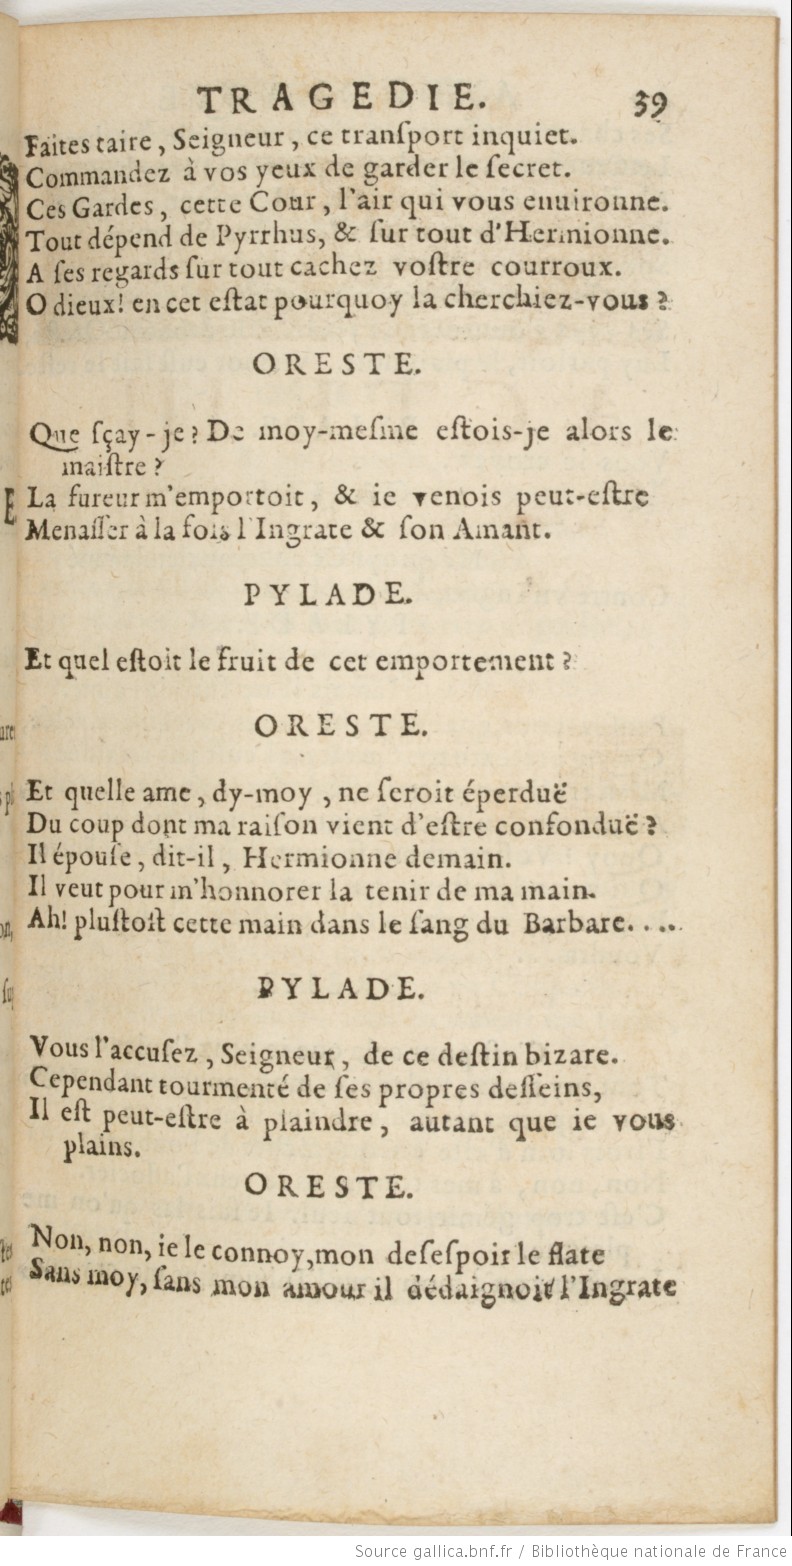 TRAGEDIE. 39
Faites taire, Seigneur, ce tranſport inquiet.
Commandez à vos yeux de garder le ſecret.
Ces Gardes, cette Cour, l'air qui vous enuironne.
Tout dépend de Pyrrhus, & ſur tout d'Hermionne.
A ſes regards ſur tout cachez voſtre courroux.
O dieux! en cet eſtat pourquoy la cherchiez-vous?
ORESTE.
Que ſçay-je? De moy-meſme eſtois-je alors le
maiſtre?
La fureur m'emportoit, & ie venois peut-eſtre
Menaſſer à la fois l'Ingrate & ſon Amant.
PYLADE.
Et quel eſtoit le fruit de cet emportement?
ORESTE.
Et quelle ame, dy-moy, ne ſeroit éperduë
Du coup dont ma raiſon vient d'eſtre confonduë?
Il épouſe, dit-il, Hermionne demain.
Il veut pour m'honnorer la tenir de ma main.
Ah! pluſtoſt cette main dans le ſang du Barbare.....
PYLADE.
Vous l'accuſez, Seigneur, de ce deſtin bizare.
Cependant tourmenté de ſes propres deſſeins,
Il eſt peut-eſtre à plaindre, autant que ie vous
plains.
ORESTE.
Non, non, ie le connoy, mon deſeſpoir le flate
Sans moy, ſans mon amour il dédaignoit l'Ingrate
Source gallica.bnf.fr / Bibliothèque nationale de France